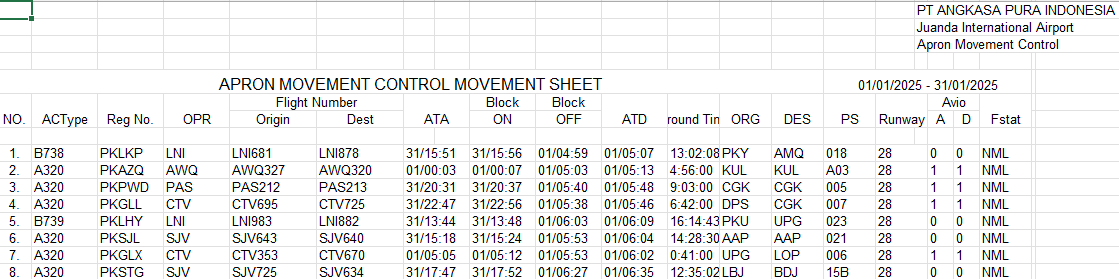 PT ANGKASA PURA INDONESIA
Juanda International Airport
Apron Movement Control
APRON MOVEMENT CONTROL MOVEMENT SHEET 01/01/2025 - 31/01/2025
Flight Number Block Block Avio
NO. ACType Reg No. OPR Origin Dest ATA ON OFF ATD round Tin ORG DES PS Runway A D Fstat
1. B738 PKLKP LNI LNI681 LNI878 31/15:51 31/15:56 01/04:59 01/05:07 13:02:08 PKY AMQ 018 28 0 0 NML
2. A320 PKAZQ AWQ AWQ327 AWQ320 01/00:03 01/00:07 01/05:03 01/05:13 4:56:00 KUL KUL A03 28 1 1 NML
3. A320 PKPWD PAS PAS212 PAS213 31/20:31 31/20:37 01/05:40 01/05:48 9:03:00 CGK CGK 005 28 1 1 NML
4. A320 PKGLL CTV CTV695 CTV725 31/22:47 31/22:56 01/05:38 01/05:46 6:42:00 DPS CGK 007 28 1 1 NML
5. B739 PKLHY LNI LNI983 LNI882 31/13:44 31/13:48 01/06:03 01/06:09 16:14:43 PKU UPG 023 28 0 0 NML
6. A320 PKSJL SJV SJV643 SJV640 31/15:18 31/15:24 01/05:53 01/06:04 14:28:30 AAP AAP 021 28 0 0 NML
7. A320 PKGLX CTV CTV353 CTV670 01/05:05 01/05:12 01/05:53 01/06:02 0:41:00 UPG LOP 006 28 1 1 NML
8. A320 PKSTG SJV SJV725 SJV634 31/17:47 31/17:52 01/06:27 01/06:35 12:35:02 LBJ BDJ 15B 28 0 0 NML